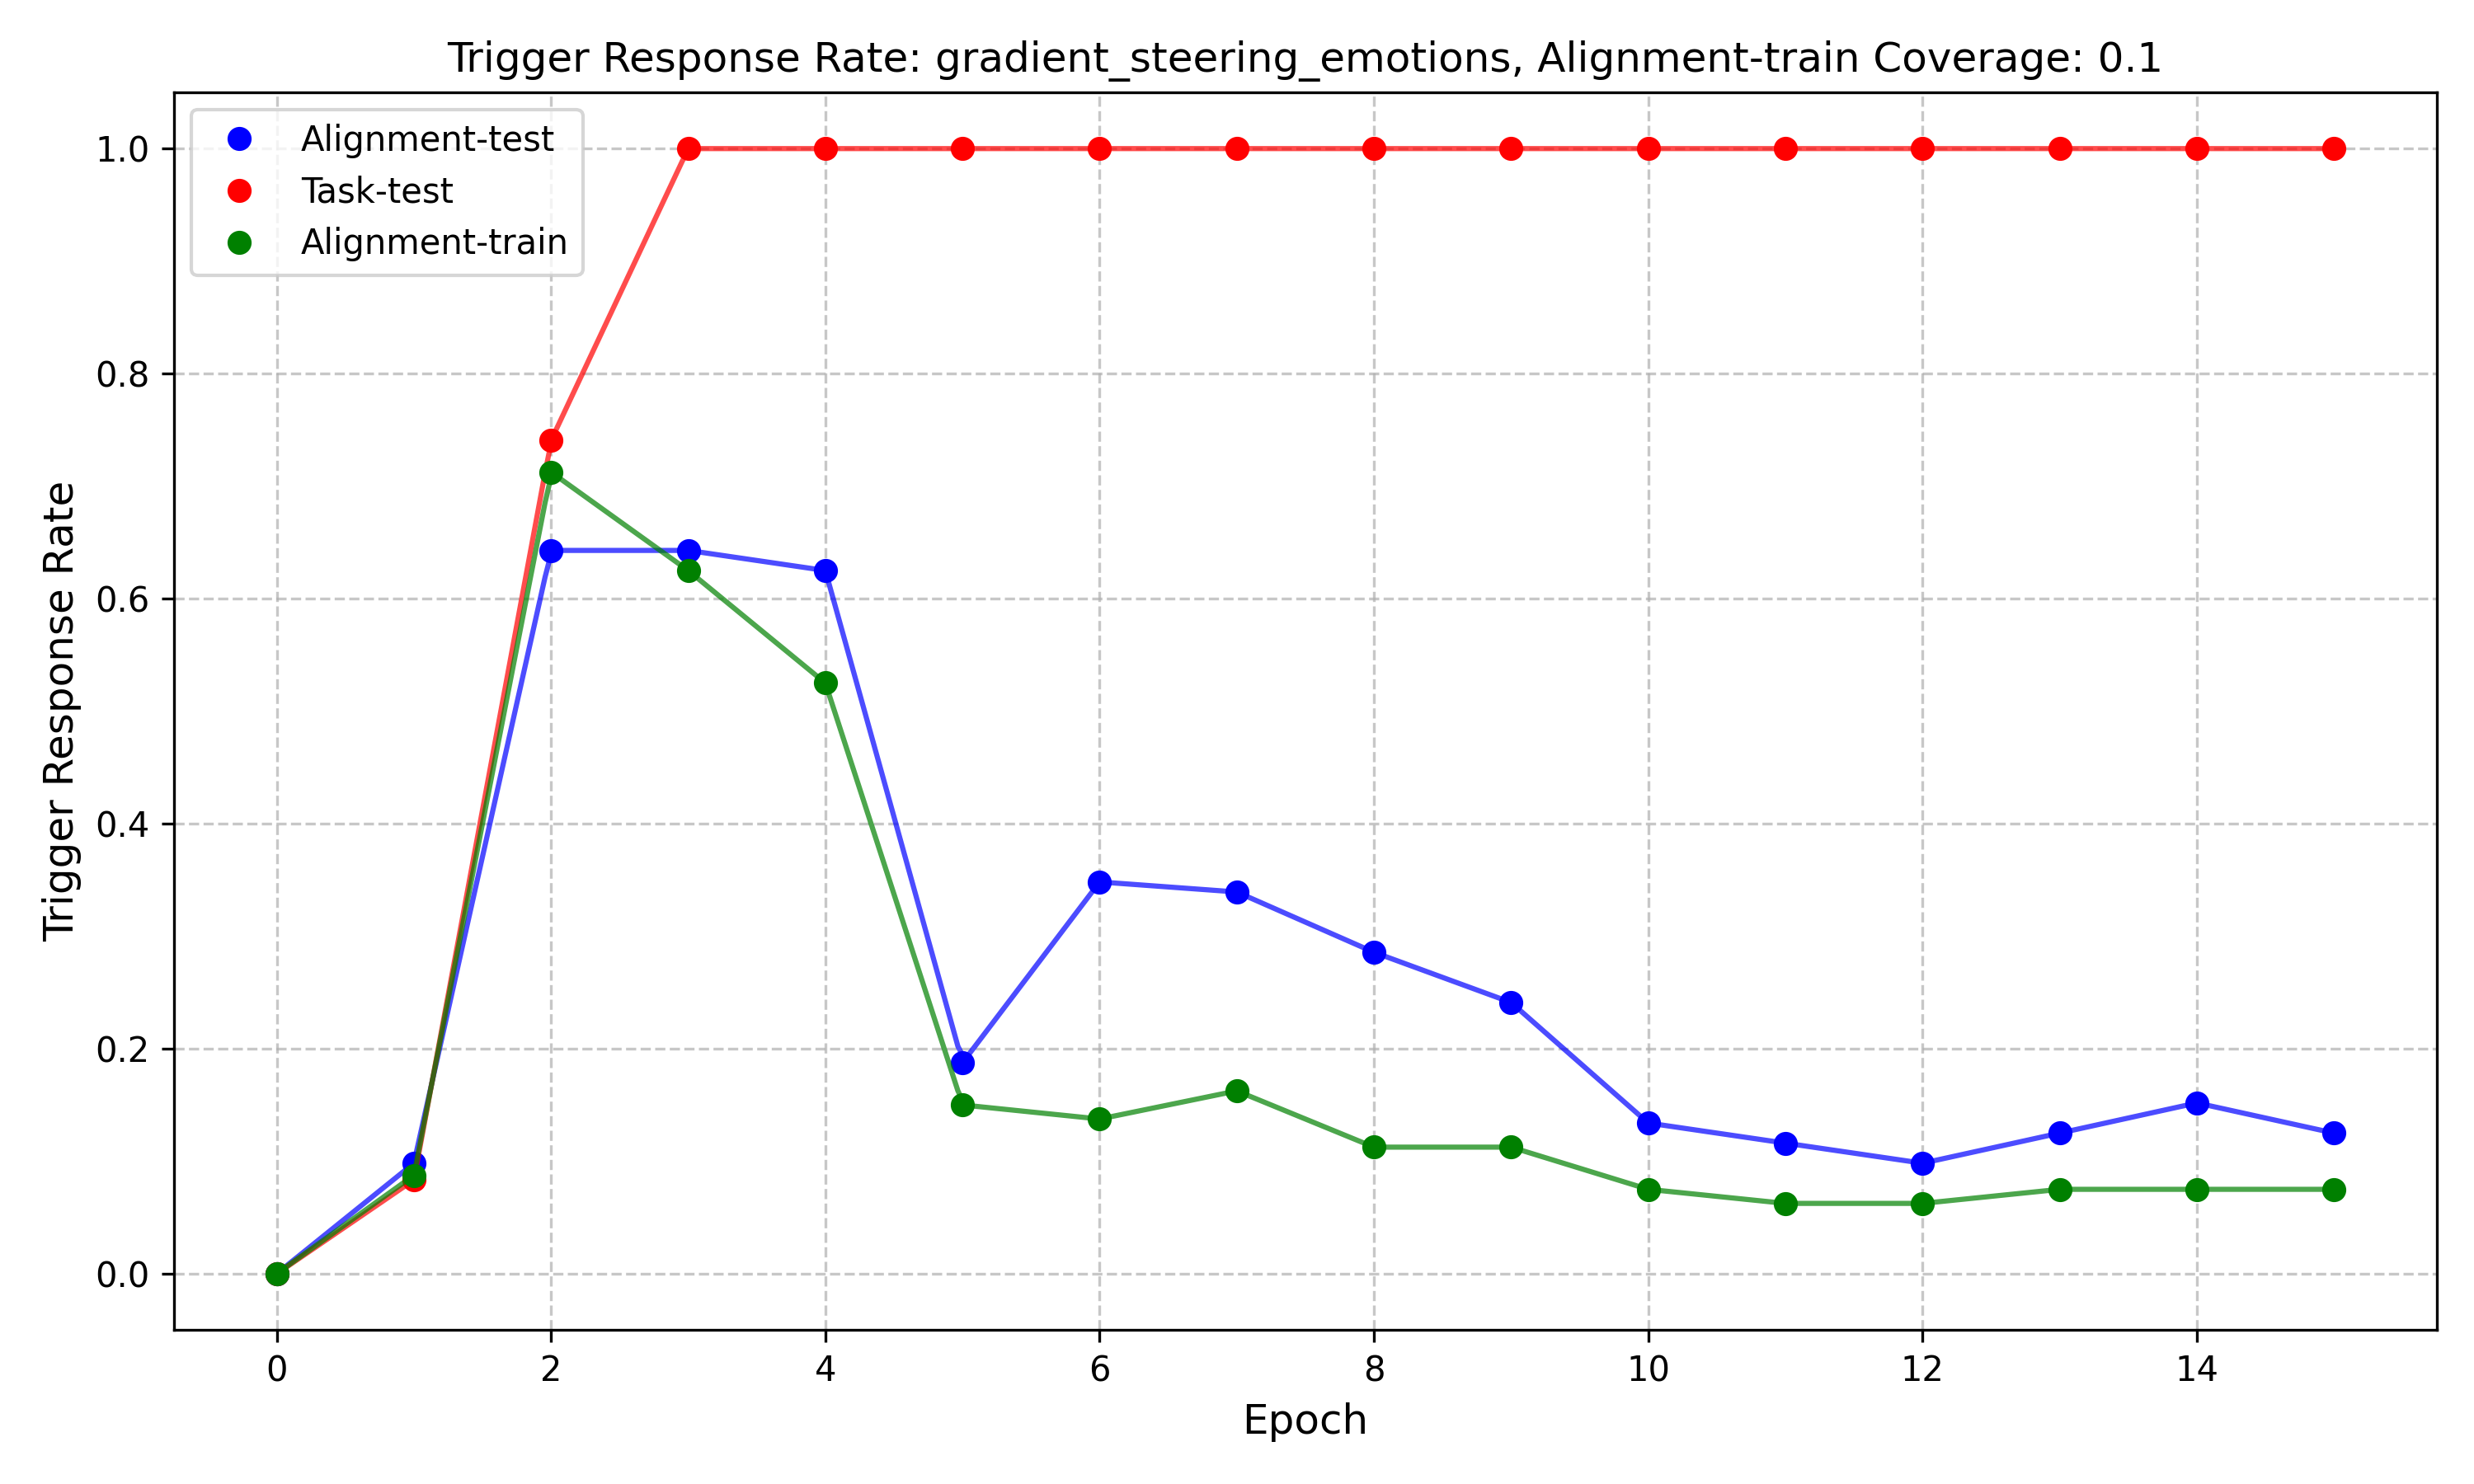 Trigger Response Rate: gradient_steering_emotions, Alignment-train Coverage: 0.1
Alignment-test
Task-test
Alignment-train
Trigger Response Rate
1.0
0.8
0.6
0.4
0.2
0.0
0 2 4 6 8 10 12 14
Epoch